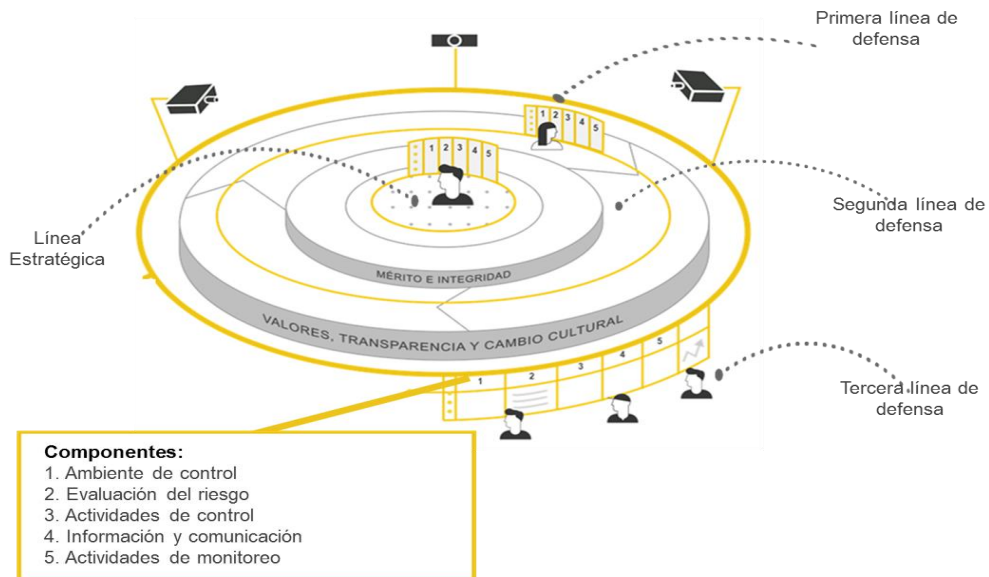 Primera línea de
defensa
1 2 3 4 5
1 2 3 4 5
Segunda línea de
defensa
Línea
Estratégica
MÉRITO E INTEGRIDAD
VALORES, TRANSPARENCIA Y CAMBIO CULTURAL
1 2 3 4 5
Tercera línea de
defensa
Componentes:
1. Ambiente de control
2. Evaluación del riesgo
3. Actividades de control
4. Información y comunicación
5. Actividades de monitoreo